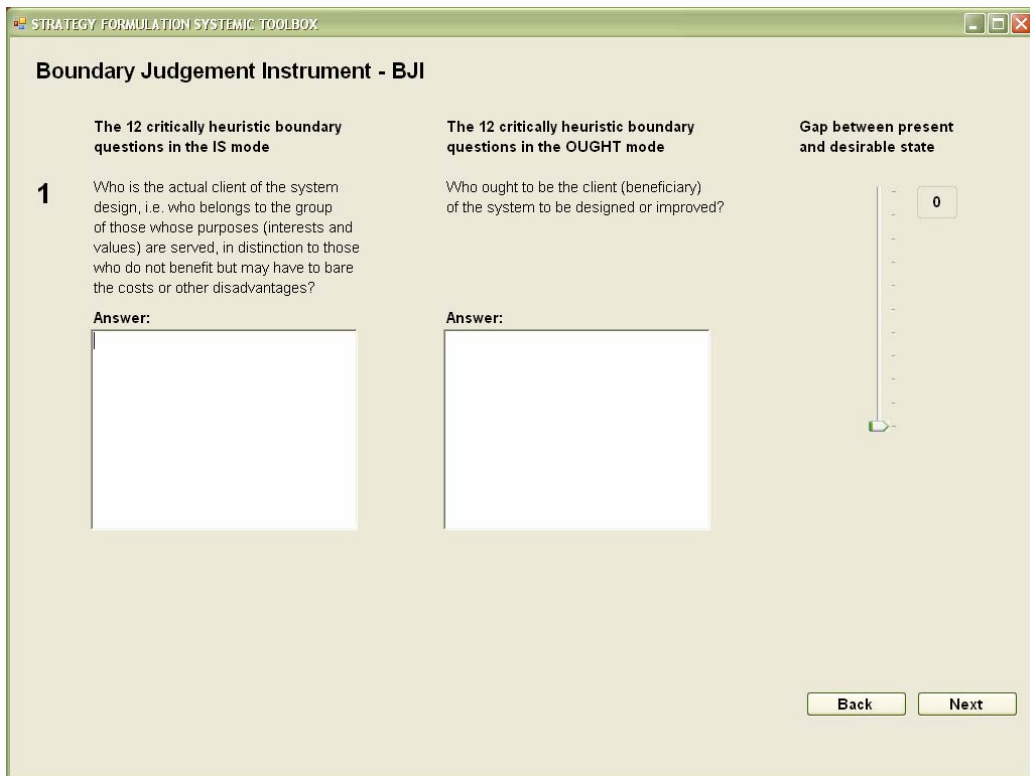 STRATEGY FORMULATION SYSTEMIC TOOLBOX
Boundary Judgement Instrument - BJI
The 12 critically heuristic boundary
questions in the IS mode
The 12 critically heuristic boundary
questions in the OUGHT mode
Gap between present
and desirable state
1
Who is the actual client of the system
design, i.e. who belongs to the group
of those whose purposes (interests and
values) are served, in distinction to those
who do not benefit but may have to bare
the costs or other disadvantages?
Who ought to be the client (beneficiary)
of the system to be designed or improved?
0
Answer:
Answer:
Back
Next